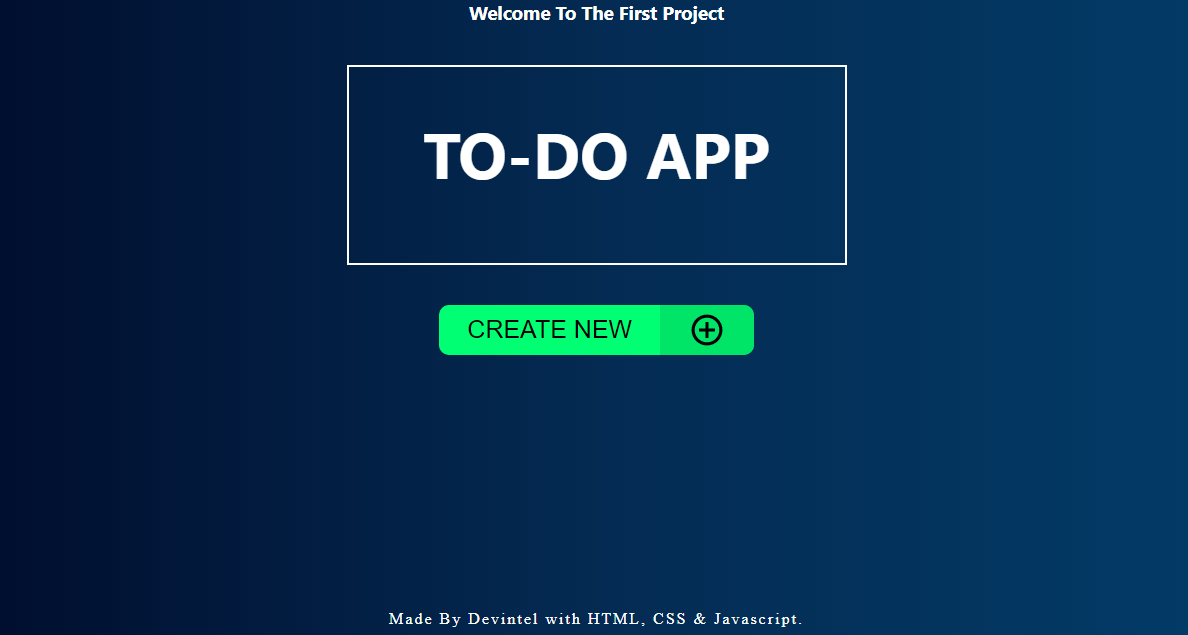 Welcome To The First Project
TO-DO APP
CREATE NEW
Made By Devintel with HTML, CSS & Javascript.